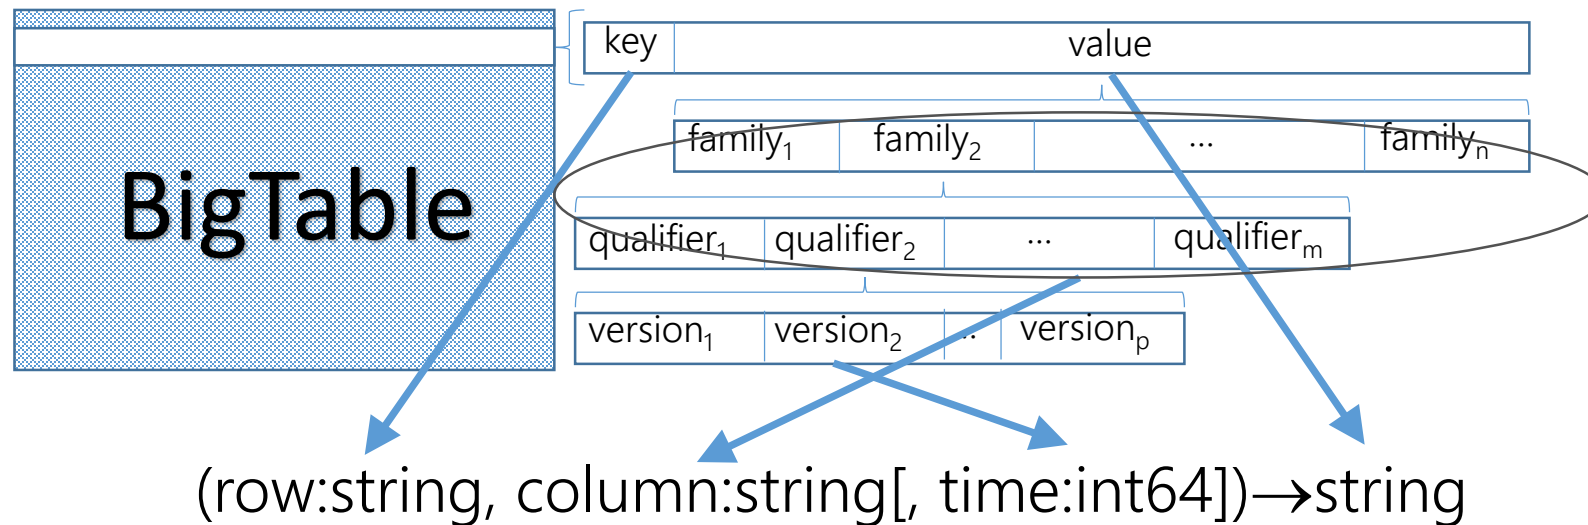 key value
family₁ family₂ ... familyₙ
BigTable
qualifier₁ qualifier₂ ... qualifierₘ
version₁ version₂ .. versionₚ
(row:string, column:string[, time:int64])→string